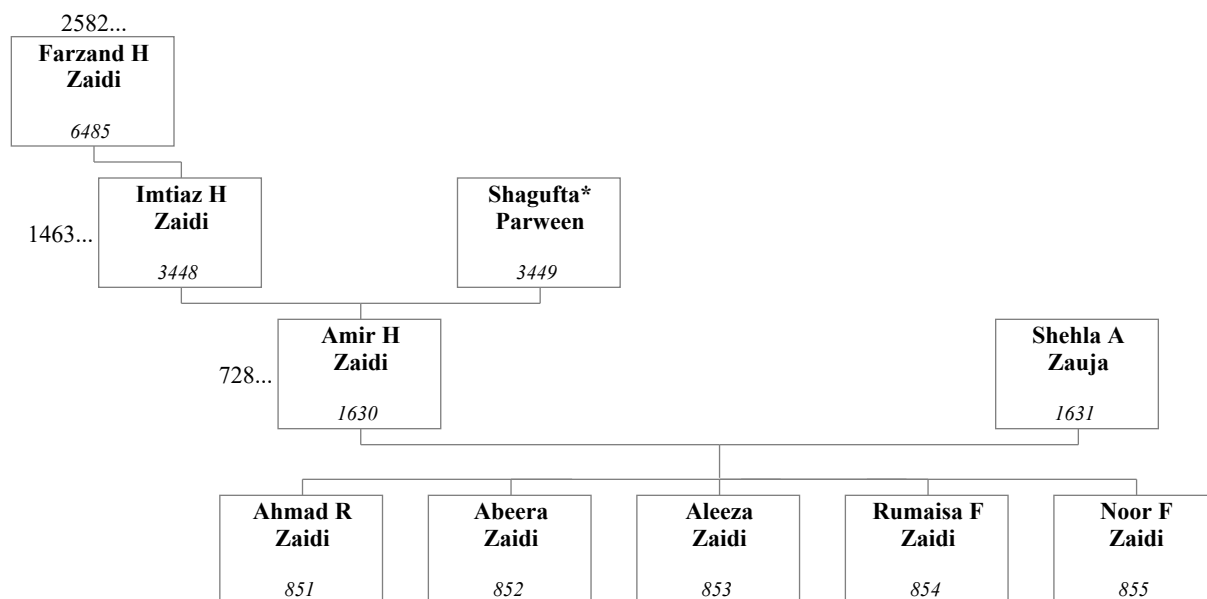 2582...
Farzand H
Zaidi
6485
Imtiaz H
Zaidi
3448
Shagufta*
Parween
3449
1463...
Amir H
Zaidi
1630
Shehla A
Zauja
1631
728...
Ahmad R
Zaidi
851
Abeera
Zaidi
852
Aleeza
Zaidi
853
Rumaisa F
Zaidi
854
Noor F
Zaidi
855